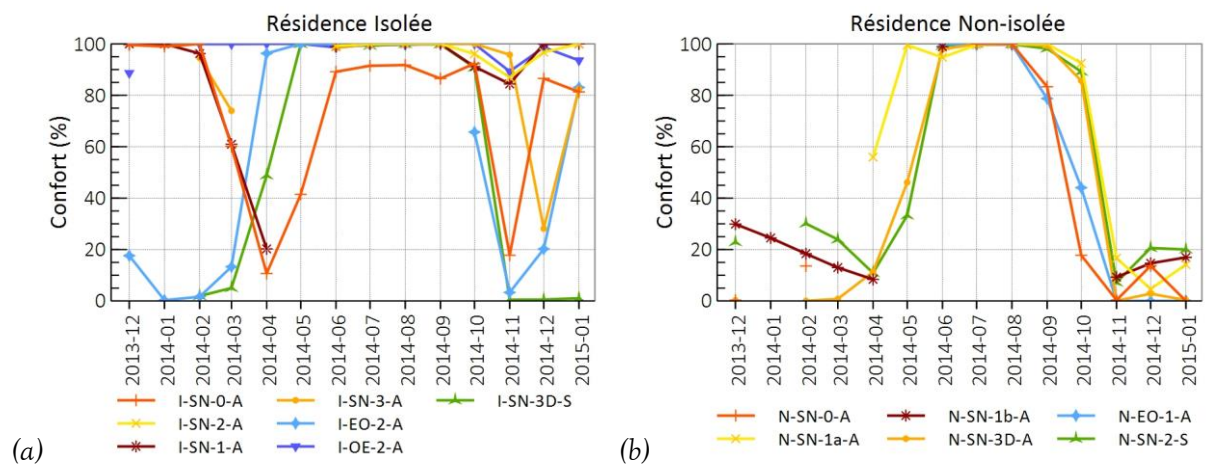 Résidence Isolée
Confort (%)
100
80
60
40
20
0
2013-12
2014-01
2014-02
2014-03
2014-04
2014-05
2014-06
2014-07
2014-08
2014-09
2014-10
2014-11
2014-12
2015-01
I-SN-0-A
I-SN-3-A
I-SN-3D-S
I-SN-2-A
I-EO-2-A
I-SN-1-A
I-OE-2-A
(a)
Résidence Non-isolée
Confort (%)
100
80
60
40
20
0
2013-12
2014-01
2014-02
2014-03
2014-04
2014-05
2014-06
2014-07
2014-08
2014-09
2014-10
2014-11
2014-12
2015-01
N-SN-0-A
N-SN-1b-A
N-EO-1-A
N-SN-1a-A
N-SN-3D-A
N-SN-2-S
(b)